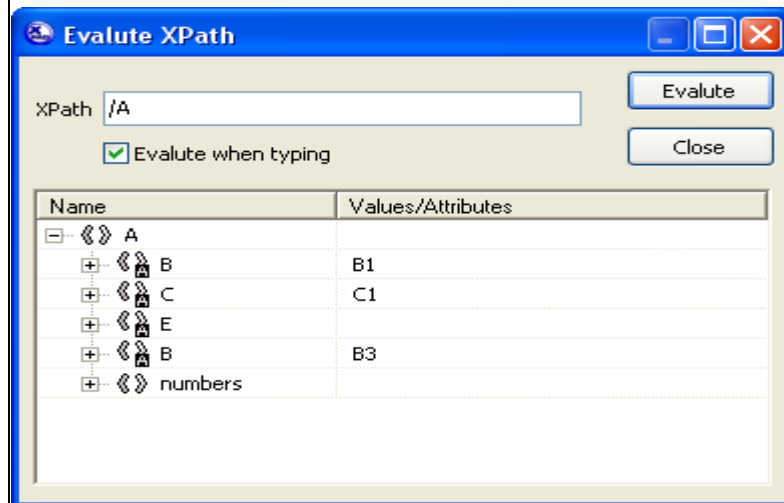 Evalute XPath
XPath /A Evalute
Evalute when typing Close
Name Values/Attributes
A
B B1
C C1
E
B B3
numbers